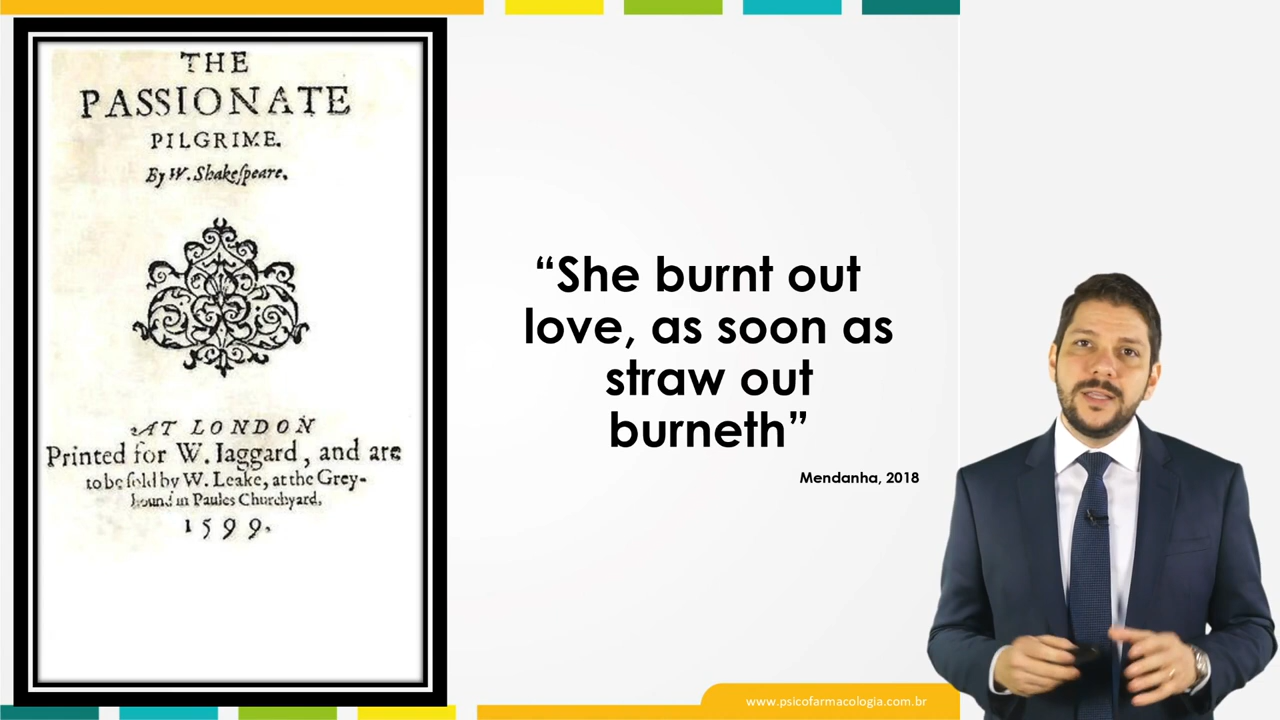 THE
PASSIONATE
PILGRIME.
By W. Shakeſpeare.
AT LONDON
Printed for W. Iaggard, and are
to be ſold by W. Leake, at the Grey-
hound in Paules Churchyard.
1599.
“She burnt out
love, as soon as
straw out
burneth”
Mendanha, 2018
www.psicofarmacologia.com.br